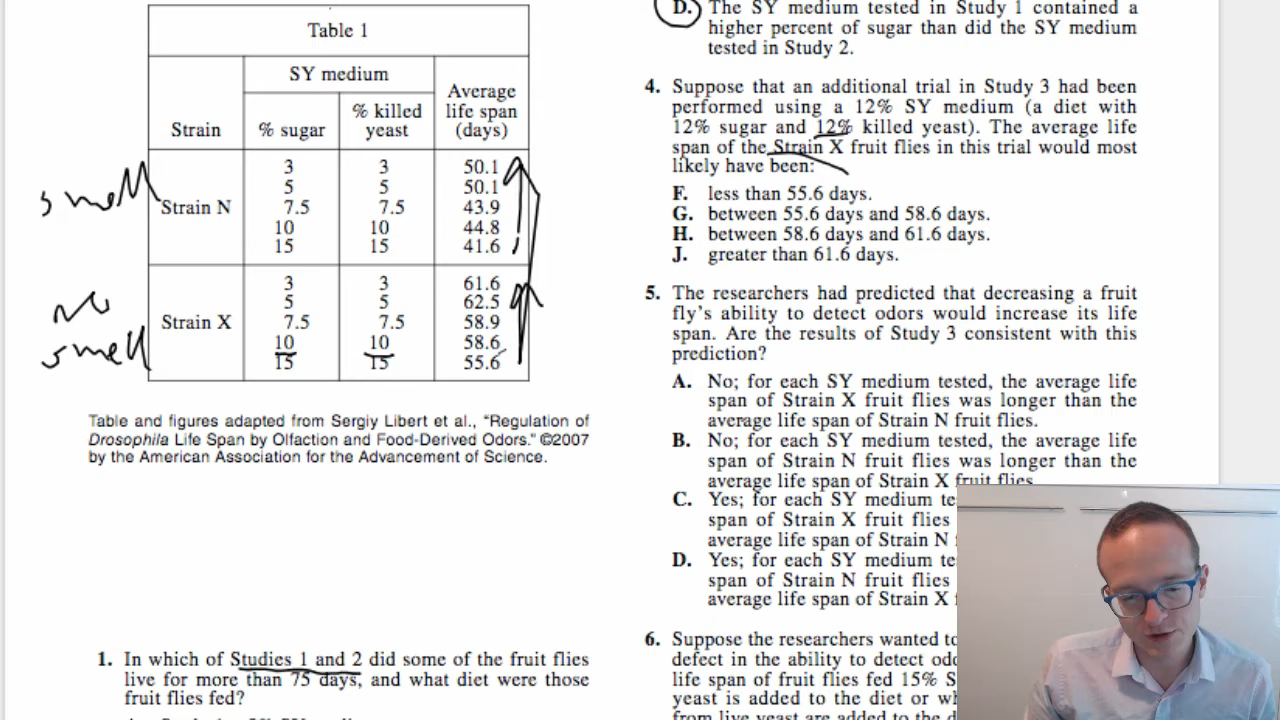 Table 1
SY medium
Average
life span
(days)
Strain
% sugar
% killed
yeast
smell
Strain N
3 3 50.1
5 5 50.1
7.5 7.5 43.9
10 10 44.8
15 15 41.6
No
smell
Strain X
3 3 61.6
5 5 62.5
7.5 7.5 58.9
10 10 58.6
15 15 55.6
Table and figures adapted from Sergiy Libert et al., “Regulation of
Drosophila Life Span by Olfaction and Food-Derived Odors.” ©2007
by the American Association for the Advancement of Science.
1. In which of Studies 1 and 2 did some of the fruit flies
live for more than 75 days, and what diet were those
fruit flies fed?
D. The SY medium tested in Study 1 contained a
higher percent of sugar than did the SY medium
tested in Study 2.
4. Suppose that an additional trial in Study 3 had been
performed using a 12% SY medium (a diet with
12% sugar and 12% killed yeast). The average life
span of the Strain X fruit flies in this trial would most
likely have been:
F. less than 55.6 days.
G. between 55.6 days and 58.6 days.
H. between 58.6 days and 61.6 days.
J. greater than 61.6 days.
5. The researchers had predicted that decreasing a fruit
fly’s ability to detect odors would increase its life
span. Are the results of Study 3 consistent with this
prediction?
A. No; for each SY medium tested, the average life
span of Strain X fruit flies was longer than the
average life span of Strain N fruit flies.
B. No; for each SY medium tested, the average life
span of Strain N fruit flies was longer than the
average life span of Strain X fruit flies
C. Yes; for each SY medium te
span of Strain X fruit flies
average life span of Strain N
D. Yes; for each SY medium te
span of Strain N fruit flies
average life span of Strain X
6. Suppose the researchers wanted to
defect in the ability to detect odo
life span of fruit flies fed 15% S
yeast is added to the diet or wh
from live yeast are added to the d